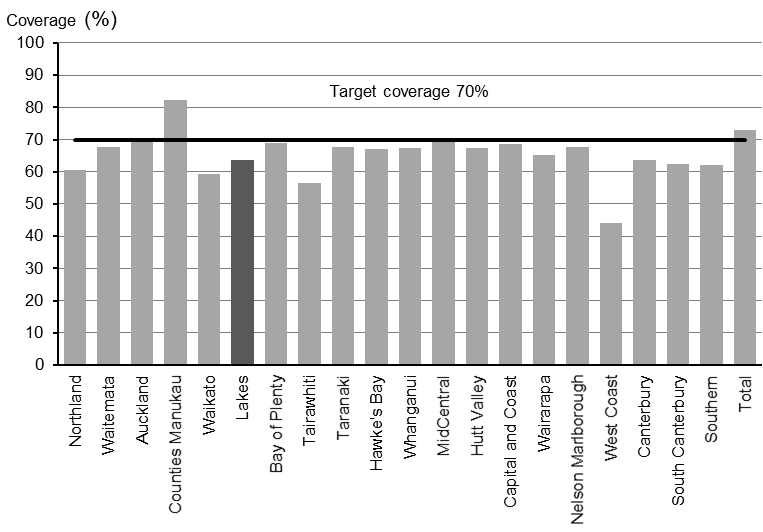 Coverage (%)
100
90
80
70
60
50
40
30
20
10
0
Target coverage 70%
Northland
Waitemata
Auckland
Counties Manukau
Waikato
Lakes
Bay of Plenty
Tairawhiti
Taranaki
Hawke's Bay
Whanganui
MidCentral
Hutt Valley
Capital and Coast
Wairarapa
Nelson Marlborough
West Coast
Canterbury
South Canterbury
Southern
Total